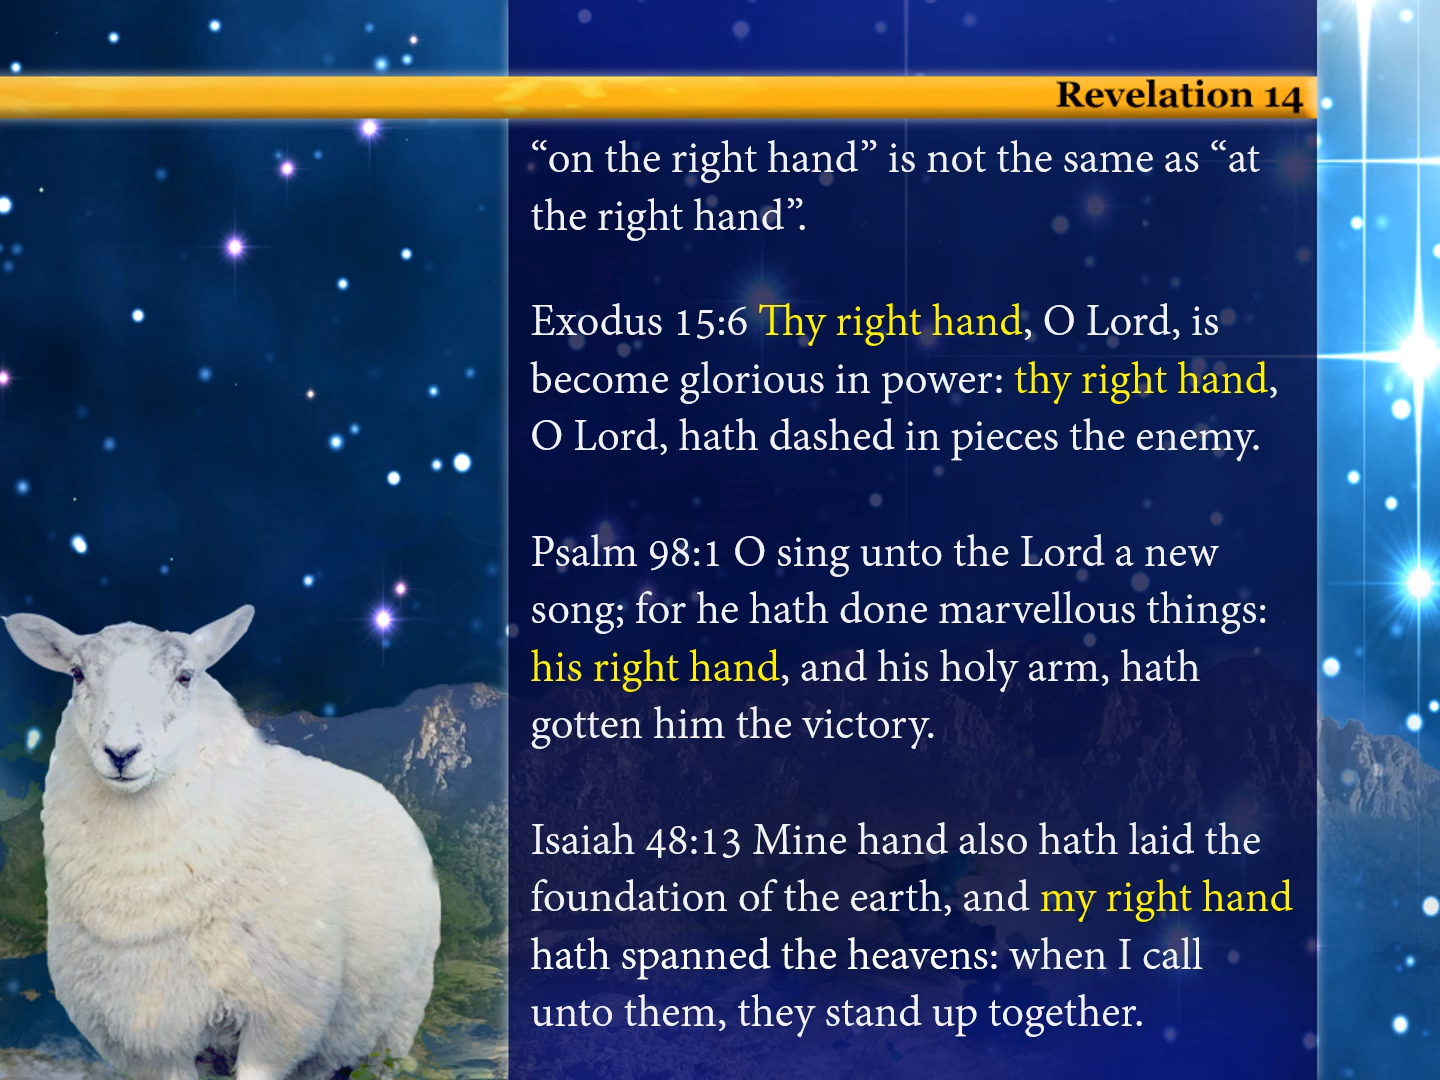 Revelation 14
“on the right hand” is not the same as “at
the right hand”.
Exodus 15:6 Thy right hand, O Lord, is
become glorious in power: thy right hand,
O Lord, hath dashed in pieces the enemy.
Psalm 98:1 O sing unto the Lord a new
song; for he hath done marvellous things:
his right hand, and his holy arm, hath
gotten him the victory.
Isaiah 48:13 Mine hand also hath laid the
foundation of the earth, and my right hand
hath spanned the heavens: when I call
unto them, they stand up together.